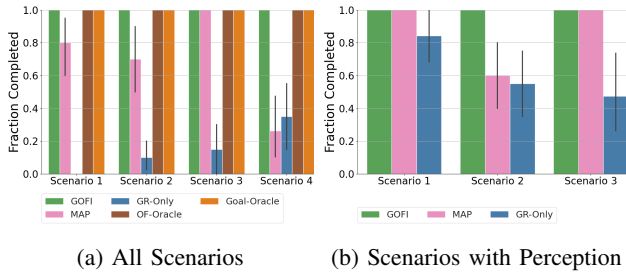 Fraction Completed
1.0
0.8
0.6
0.4
0.2
0.0
Scenario 1 Scenario 2 Scenario 3 Scenario 4
GOFI GR-Only Goal-Oracle
MAP OF-Oracle
(a) All Scenarios
Fraction Completed
1.0
0.8
0.6
0.4
0.2
0.0
Scenario 1 Scenario 2 Scenario 3
GOFI MAP GR-Only
(b) Scenarios with Perception